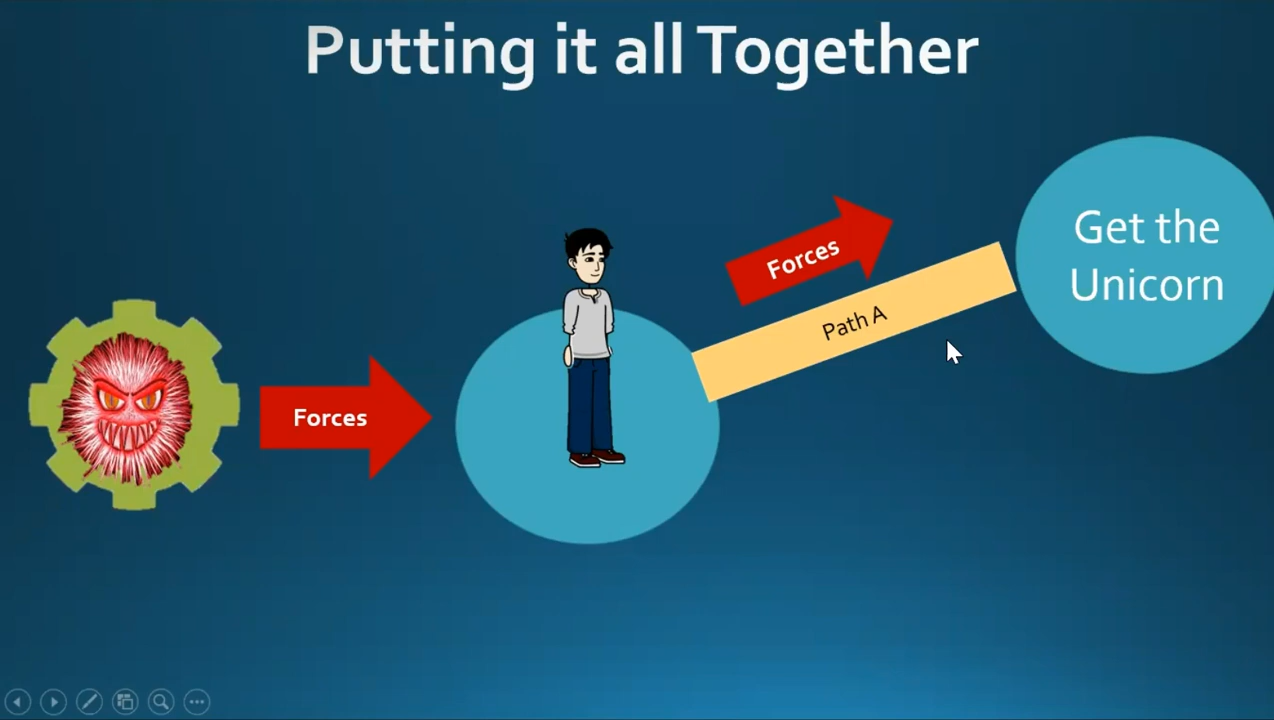 Putting it all Together
Forces
Forces
Path A
Get the
Unicorn